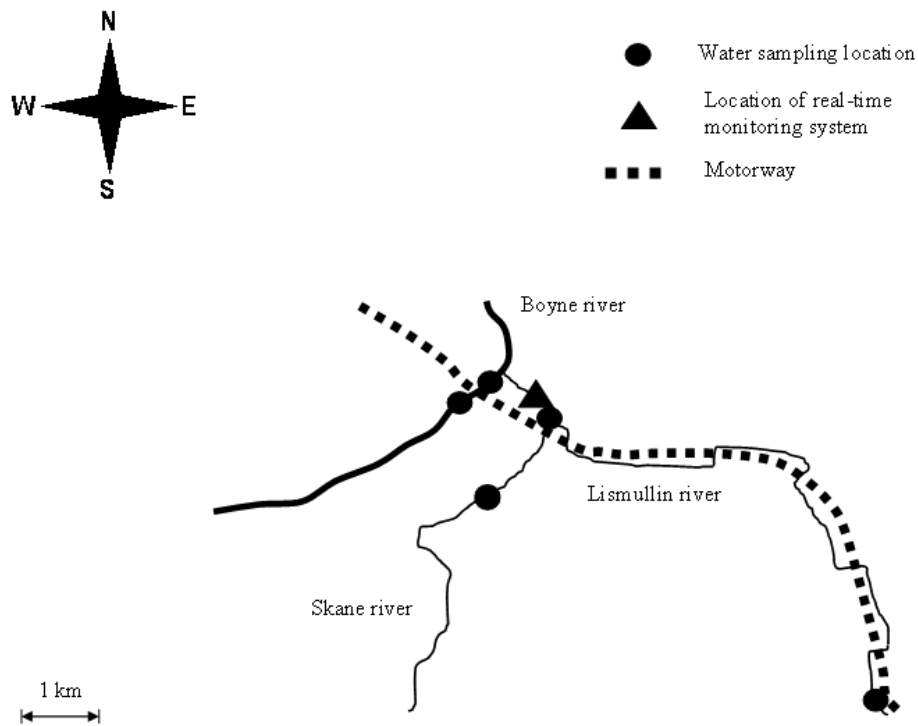 N
W
E
S
Water sampling location
Location of real-time
monitoring system
Motorway
Boyne river
Lismullin river
Skane river
1 km